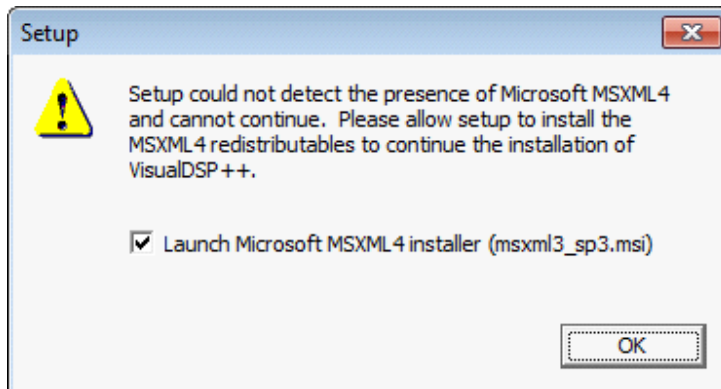 Setup
Setup could not detect the presence of Microsoft MSXML4
and cannot continue.  Please allow setup to install the
MSXML4 redistributables to continue the installation of
VisualDSP++.
Launch Microsoft MSXML4 installer (msxml3_sp3.msi)
OK